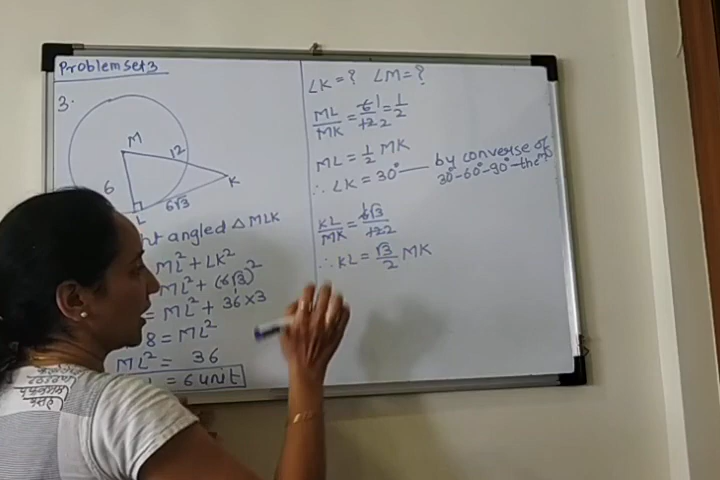 Problem Set 3
3.
M
12
6
K
L
6√3
angled △ MLK
ML² + LK²
ML² + (6√3)²
= ML² + 36×3
8 = ML²
ML² = 36
= 6 unit
∠K = ? ∠M = ?
ML/MK = 6/12 = 1/2
ML = 1/2 MK
∴ ∠K = 30° — by converse of
30°-60°-90° the^m
KL/MK = 6√3/12 2
∴ KL = √3/2 MK